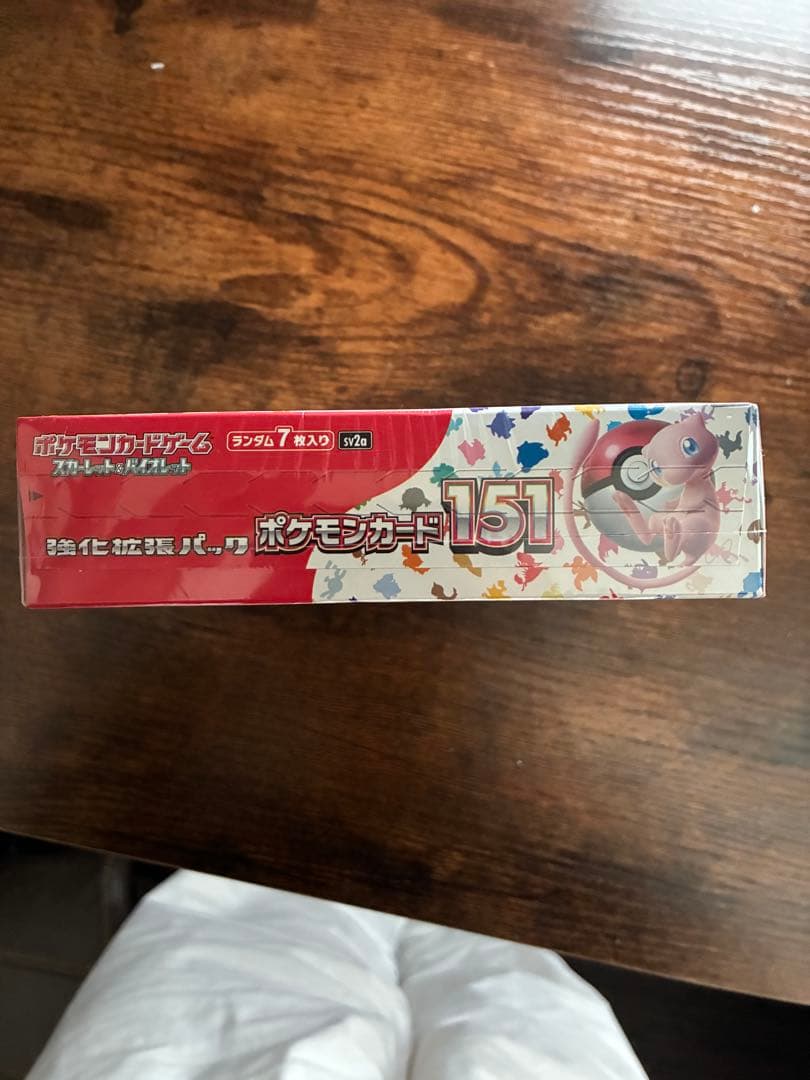 ポケモンカードゲーム
スカーレット&バイオレット
ランダム7枚入り
sv2a
強化拡張パック
ポケモンカード151